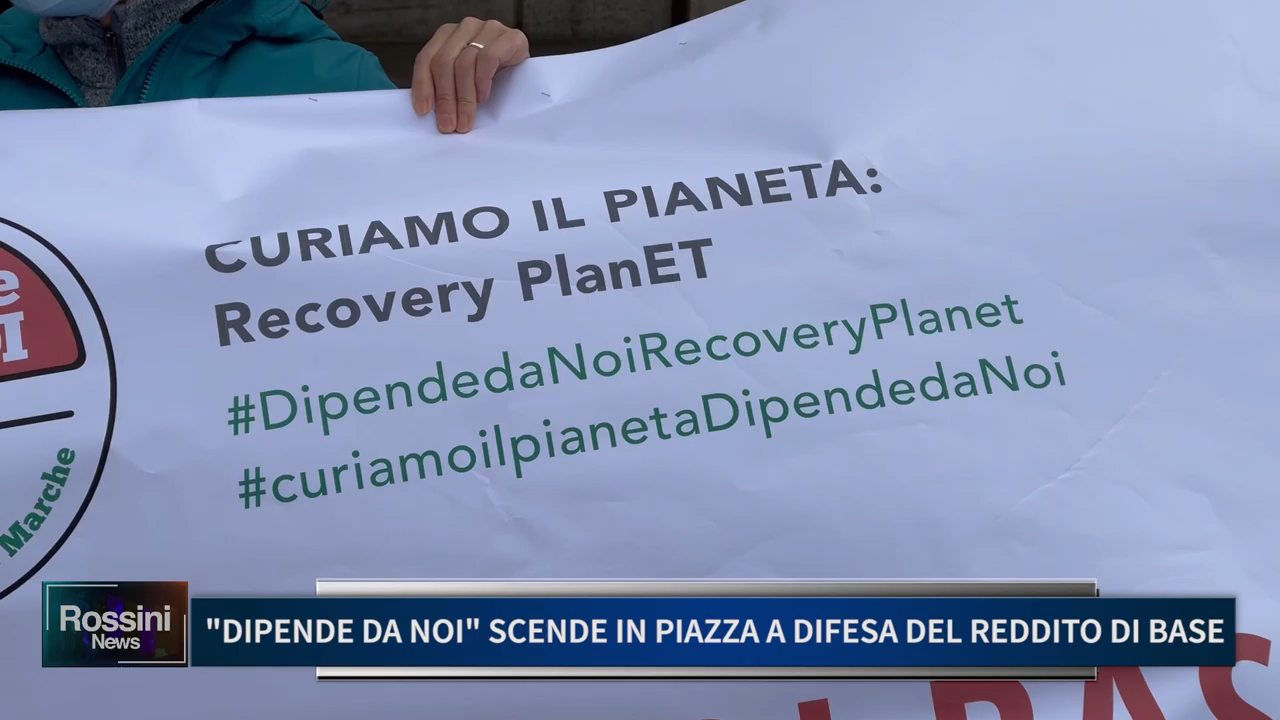 CURIAMO IL PIANETA:
Recovery PlanET
#DipendedaNoiRecoveryPlanet
#curiamoilpianetaDipendedaNoi
Marche
Rossini
News
"DIPENDE DA NOI" SCENDE IN PIAZZA A DIFESA DEL REDDITO DI BASE